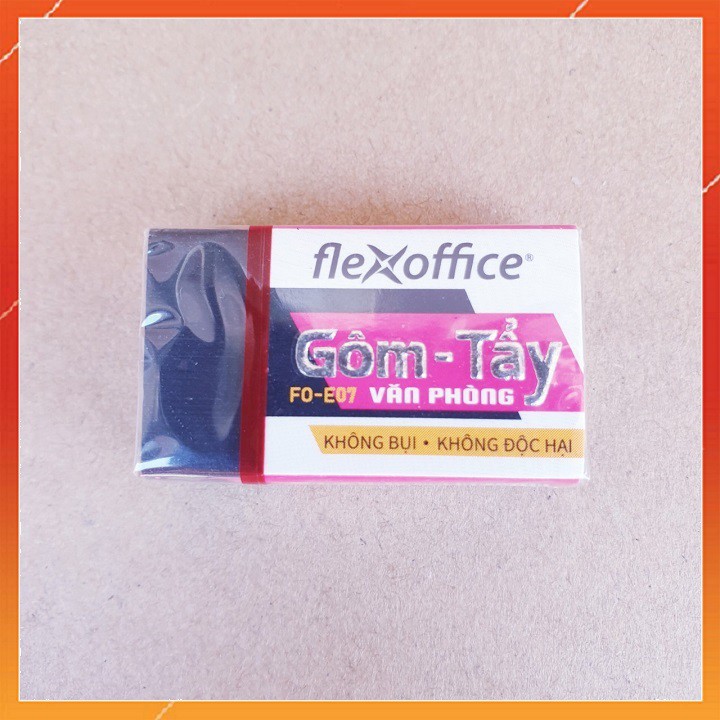 flexoffice®
Gôm - Tẩy
FO-E07 VĂN PHÒNG
KHÔNG BỤI • KHÔNG ĐỘC HẠI